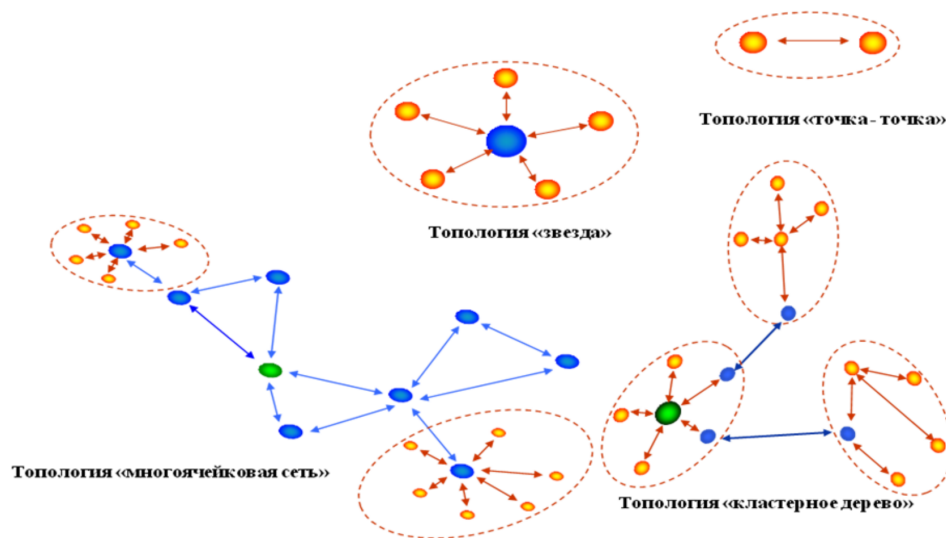 Топология «точка - точка»
Топология «звезда»
Топология «многоячейковая сеть»
Топология «кластерное дерево»